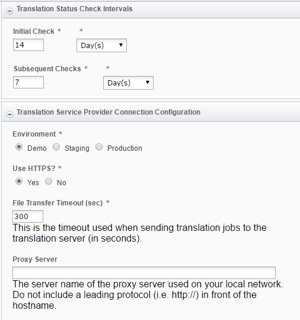 Translation Status Check Intervals
Initial Check * *
14 Day(s)
Subsequent Checks * *
7 Day(s)
Translation Service Provider Connection Configuration
Environment *
Demo Staging Production
Use HTTPS? *
Yes No
File Transfer Timeout (sec) *
300
This is the timeout used when sending translation jobs to the
translation server (in seconds).
Proxy Server
The server name of the proxy server used on your local network.
Do not include a leading protocol (i.e. http://) in front of the
hostname.